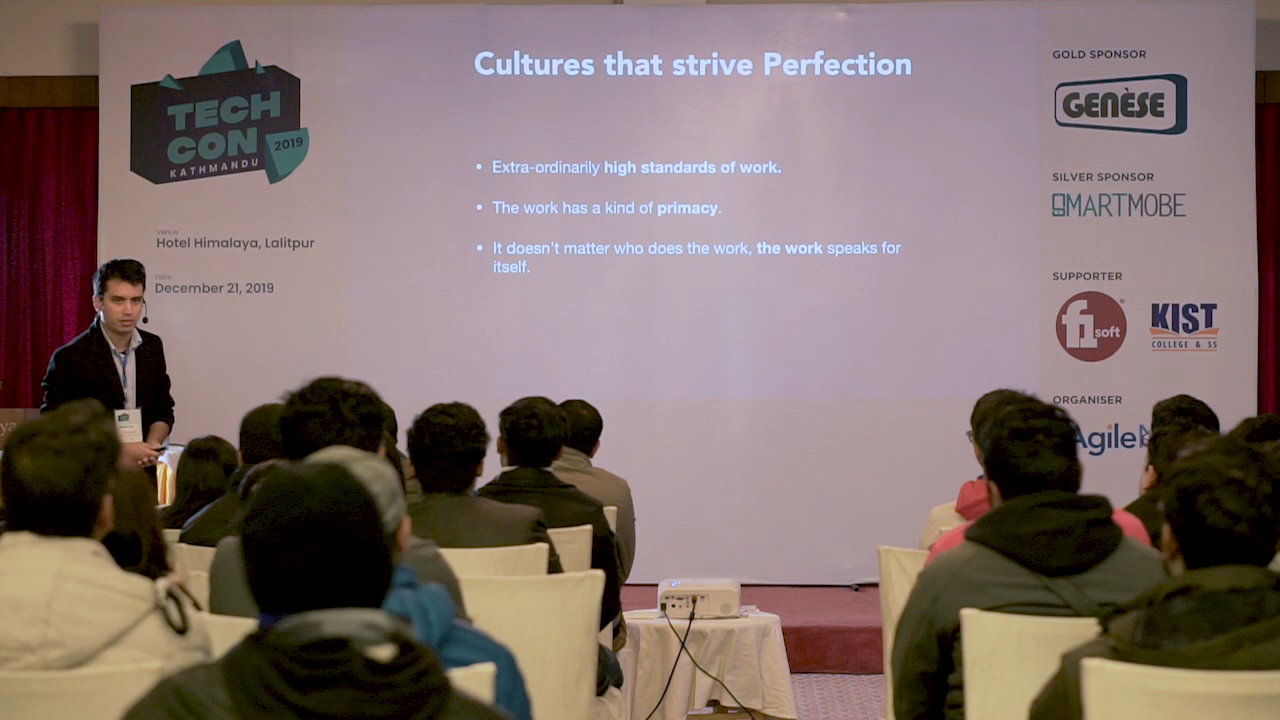 TECH
CON
2019
KATHMANDU
Venue
Hotel Himalaya, Lalitpur
Date
December 21, 2019
Cultures that strive Perfection
• Extra-ordinarily high standards of work.
• The work has a kind of primacy.
• It doesn't matter who does the work, the work speaks for
itself.
GOLD SPONSOR
GENÈSE
SILVER SPONSOR
SMARTMOBE
SUPPORTER
f1soft
KIST
COLLEGE & SS
ORGANISER